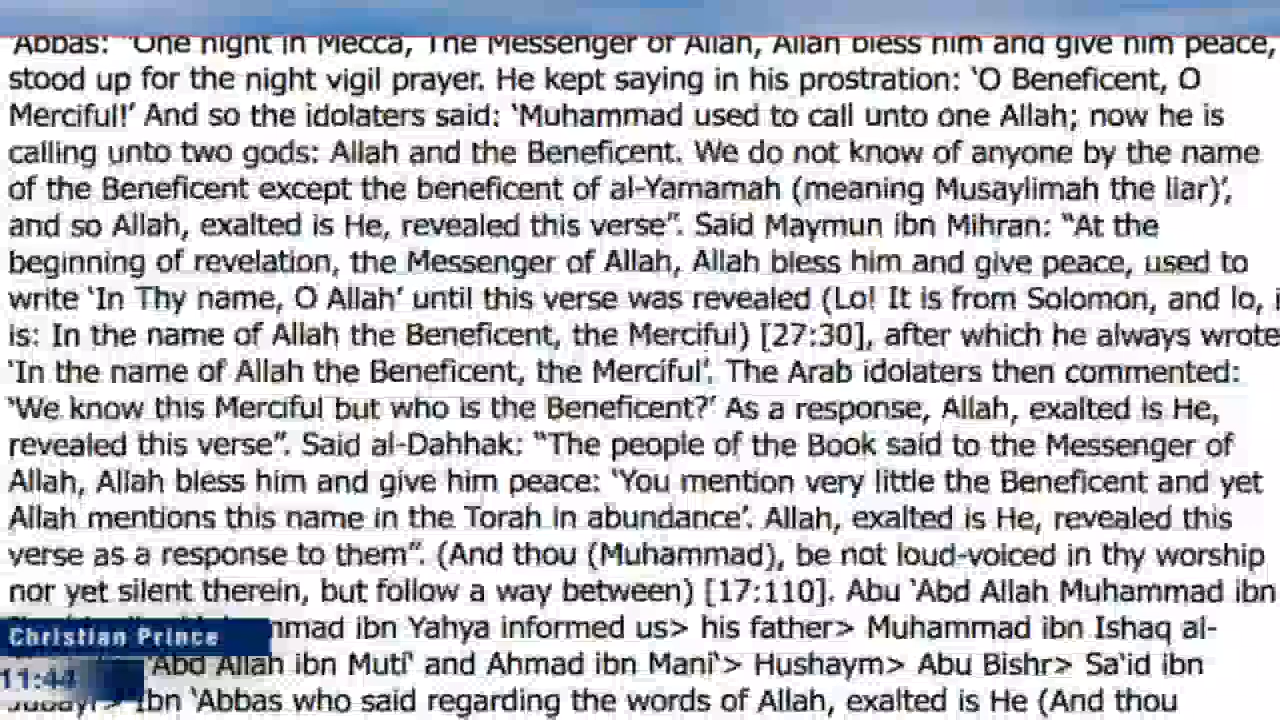 'Abbas: "One night in Mecca, The Messenger of Allah, Allah bless him and give him peace,
stood up for the night vigil prayer. He kept saying in his prostration: 'O Beneficent, O
Merciful!' And so the idolaters said: 'Muhammad used to call unto one Allah; now he is
calling unto two gods: Allah and the Beneficent. We do not know of anyone by the name
of the Beneficent except the beneficent of al-Yamamah (meaning Musaylimah the liar)',
and so Allah, exalted is He, revealed this verse". Said Maymun ibn Mihran: "At the
beginning of revelation, the Messenger of Allah, Allah bless him and give peace, used to
write 'In Thy name, O Allah' until this verse was revealed (Lo! It is from Solomon, and lo,
is: In the name of Allah the Beneficent, the Merciful) [27:30], after which he always wrote
'In the name of Allah the Beneficent, the Merciful'. The Arab idolaters then commented:
'We know this Merciful but who is the Beneficent?' As a response, Allah, exalted is He,
revealed this verse". Said al-Dahhak: "The people of the Book said to the Messenger of
Allah, Allah bless him and give him peace: 'You mention very little the Beneficent and yet
Allah mentions this name in the Torah in abundance'. Allah, exalted is He, revealed this
verse as a response to them". (And thou (Muhammad), be not loud-voiced in thy worship
nor yet silent therein, but follow a way between) [17:110]. Abu 'Abd Allah Muhammad ibn
Christian Prince
ibn Yahya informed us> his father> Muhammad ibn Ishaq al-
'Abd Allah ibn Muti' and Ahmad ibn Mani'> Hushaym> Abu Bishr> Sa'id ibn
11:44
Ibn 'Abbas who said regarding the words of Allah, exalted is He (And thou